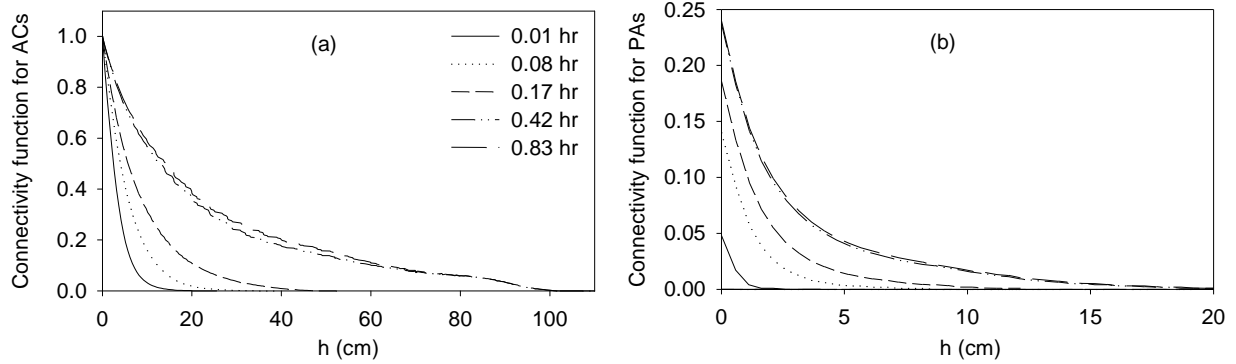 Connectivity function for ACs
1.0
0.8
0.6
0.4
0.2
0.0
(a)
0.01 hr
0.08 hr
0.17 hr
0.42 hr
0.83 hr
0
20
40
60
80
100
h (cm)
Connectivity function for PAs
0.25
0.20
0.15
0.10
0.05
0.00
(b)
0
5
10
15
20
h (cm)